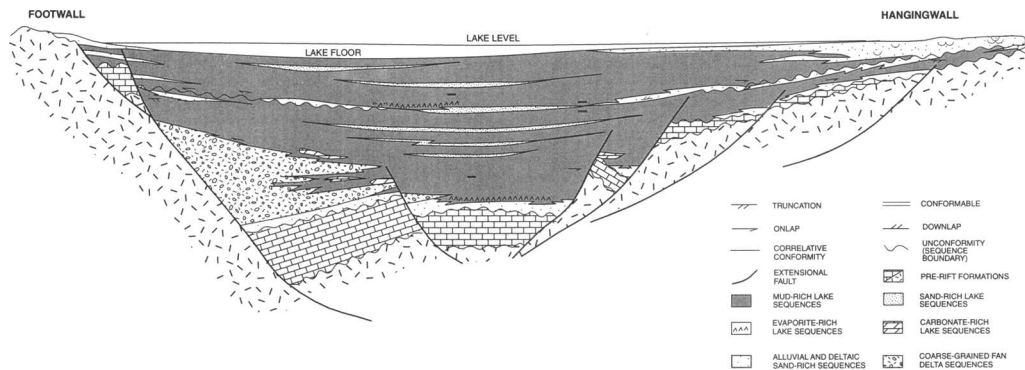 FOOTWALL
HANGINGWALL
LAKE LEVEL
LAKE FLOOR
TRUNCATION
CONFORMABLE
ONLAP
DOWNLAP
CORRELATIVE
CONFORMITY
UNCONFORMITY
(SEQUENCE
BOUNDARY)
EXTENSIONAL
FAULT
PRE-RIFT FORMATIONS
MUD-RICH LAKE
SEQUENCES
SAND-RICH LAKE
SEQUENCES
EVAPORITE-RICH
LAKE SEQUENCES
CARBONATE-RICH
LAKE SEQUENCES
ALLUVIAL AND DELTAIC
SAND-RICH SEQUENCES
COARSE-GRAINED FAN
DELTA SEQUENCES